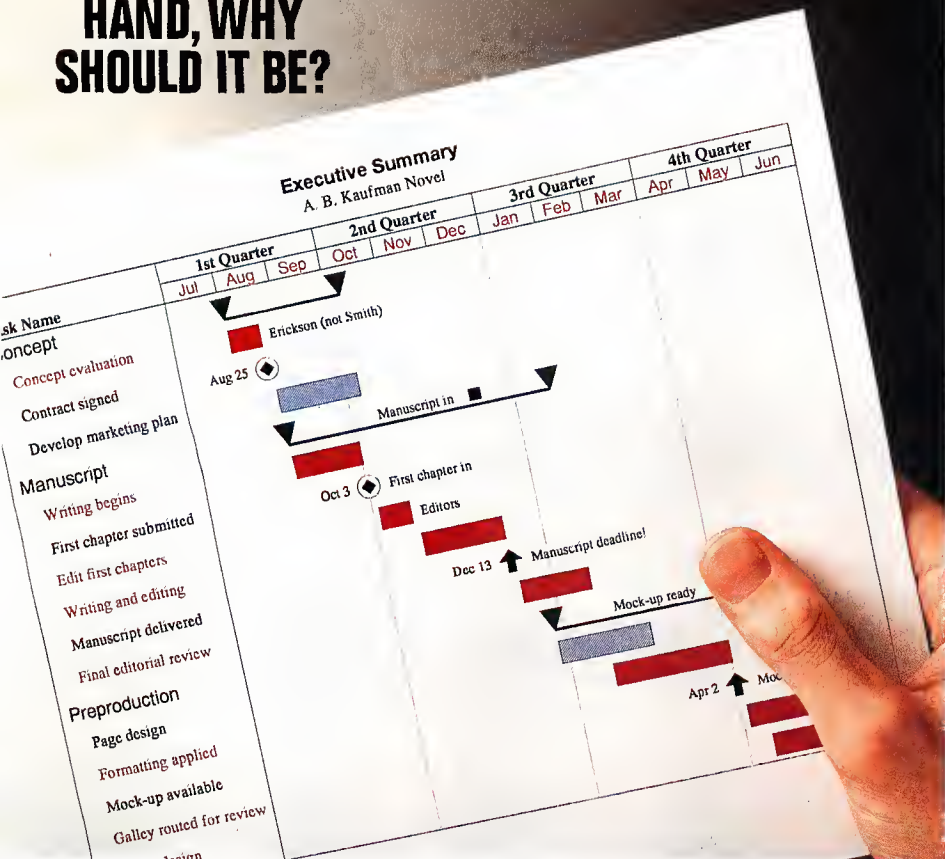 HAND, WHY
SHOULD IT BE?
Executive Summary
A. B. Kaufman Novel
1st Quarter 2nd Quarter 3rd Quarter 4th Quarter
Jul Aug Sep Oct Nov Dec Jan Feb Mar Apr May Jun
sk Name
oncept
Concept evaluation Erickson (not Smith)
Contract signed Aug 25
Develop marketing plan
Manuscript Manuscript in
Writing begins
First chapter submitted Oct 3 First chapter in
Edit first chapters Editors
Writing and editing
Manuscript delivered Dec 13 Manuscript deadline!
Final editorial review
Preproduction Mock-up ready
Page design
Formatting applied
Mock-up available Apr 2 Moc
Galley routed for review